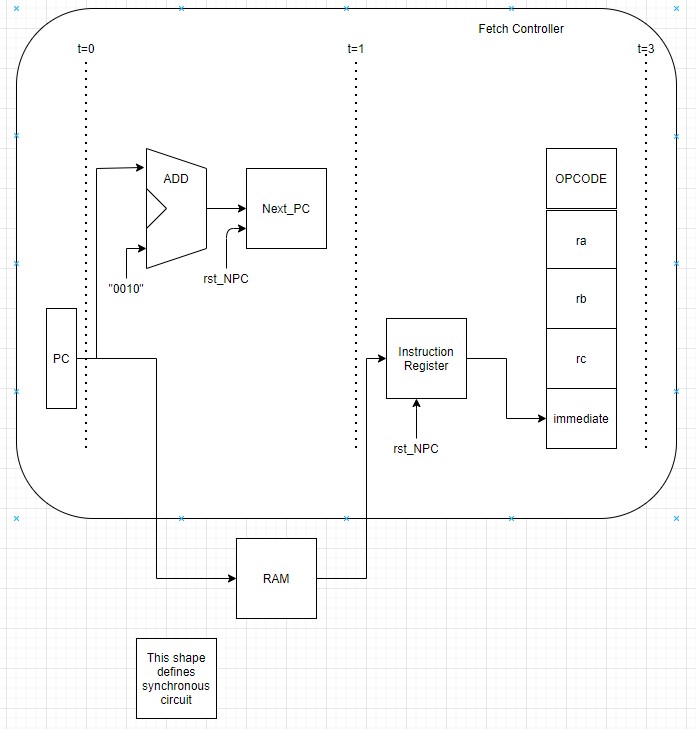 Fetch Controller
t=0
t=1
t=3
ADD
OPCODE
Next_PC
ra
rst_NPC
"0010"
rb
PC
Instruction
Register
rc
immediate
rst_NPC
RAM
This shape
defines
synchronous
circuit